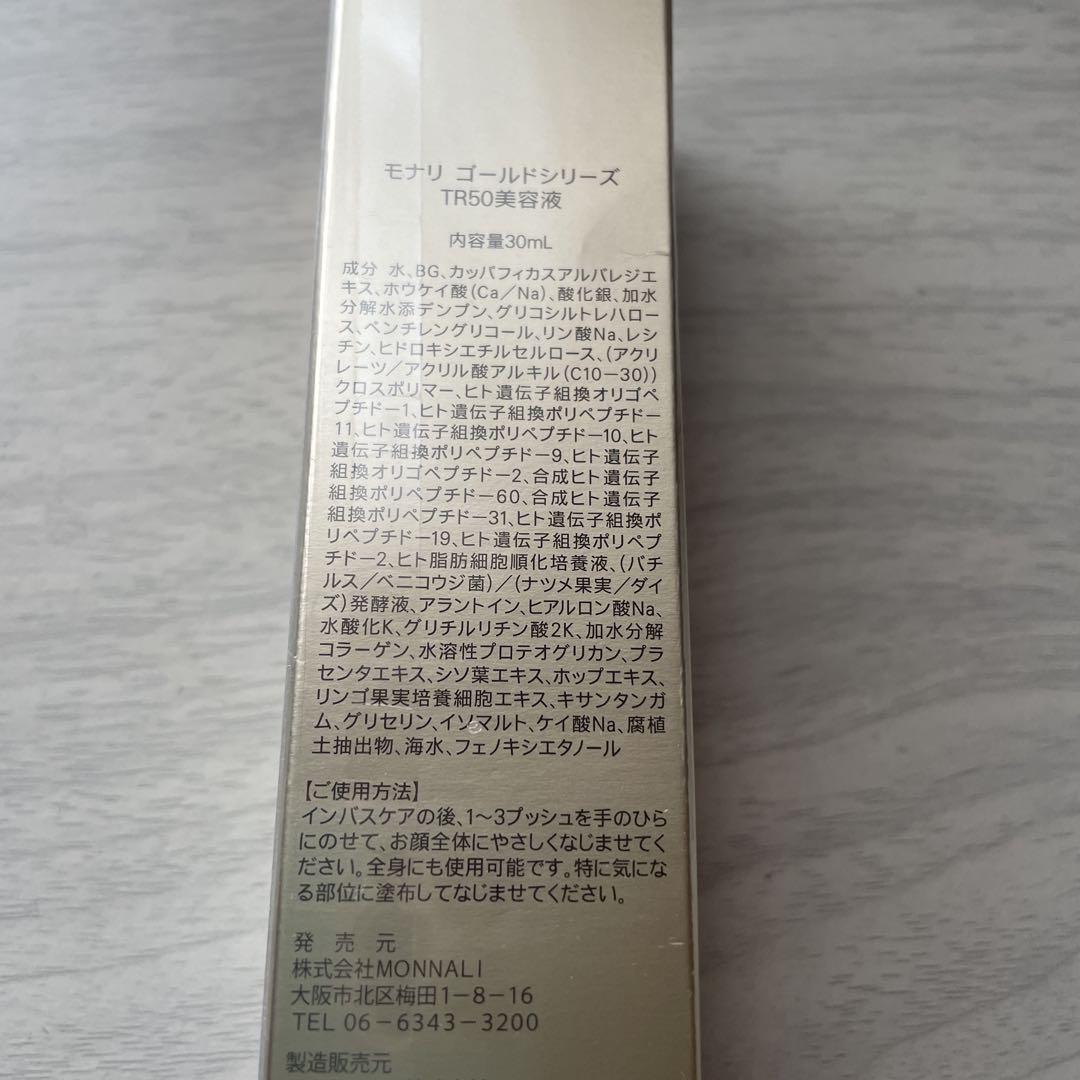 モナリ ゴールドシリーズ
TR50美容液
内容量30mL
成分 水、BG、カッパフィカスアルバレジエ
キス、ホウケイ酸(Ca/Na)、酸化銀、加水
分解水添デンプン、グリコシルトレハロー
ス、ペンチレングリコール、リン酸Na、レシ
チン、ヒドロキシエチルセルロース、(アクリ
レーツ/アクリル酸アルキル(C10−30))
クロスポリマー、ヒト遺伝子組換オリゴペ
プチドー1、ヒト遺伝子組換ポリペプチドー
11、ヒト遺伝子組換ポリペプチドー10、ヒト
遺伝子組換ポリペプチドー9、ヒト遺伝子
組換オリゴペプチドー2、合成ヒト遺伝子
組換ポリペプチドー60、合成ヒト遺伝子
組換ポリペプチドー31、ヒト遺伝子組換ポ
リペプチドー19、ヒト遺伝子組換ポリペプ
チドー2、ヒト脂肪細胞順化培養液、(バチ
ルス/ベニコウジ菌)/(ナツメ果実/ダイ
ズ)発酵液、アラントイン、ヒアルロン酸Na、
水酸化K、グリチルリチン酸2K、加水分解
コラーゲン、水溶性プロテオグリカン、プラ
センタエキス、シソ葉エキス、ホップエキス、
リンゴ果実培養細胞エキス、キサンタンガ
ム、グリセリン、イソマルト、ケイ酸Na、腐植
土抽出物、海水、フェノキシエタノール
【ご使用方法】
インバスケアの後、1〜3プッシュを手のひら
にのせて、お顔全体にやさしくなじませてく
ださい。全身にも使用可能です。特に気にな
る部位に塗布してなじませてください。
発 売 元
株式会社MONNALI
大阪市北区梅田1−8−16
TEL 06−6343−3200
製造販売元